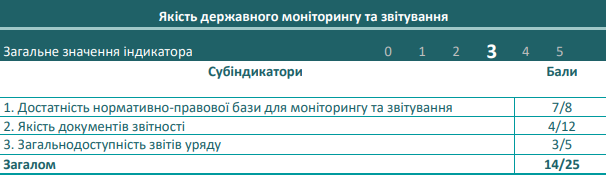 Якість державного моніторингу та звітування
Загальне значення індикатора 0 1 2 3 4 5
Субіндикатори Бали
1. Достатність нормативно-правової бази для моніторингу та звітування 7/8
2. Якість документів звітності 4/12
3. Загальнодоступність звітів уряду 3/5
Загалом 14/25